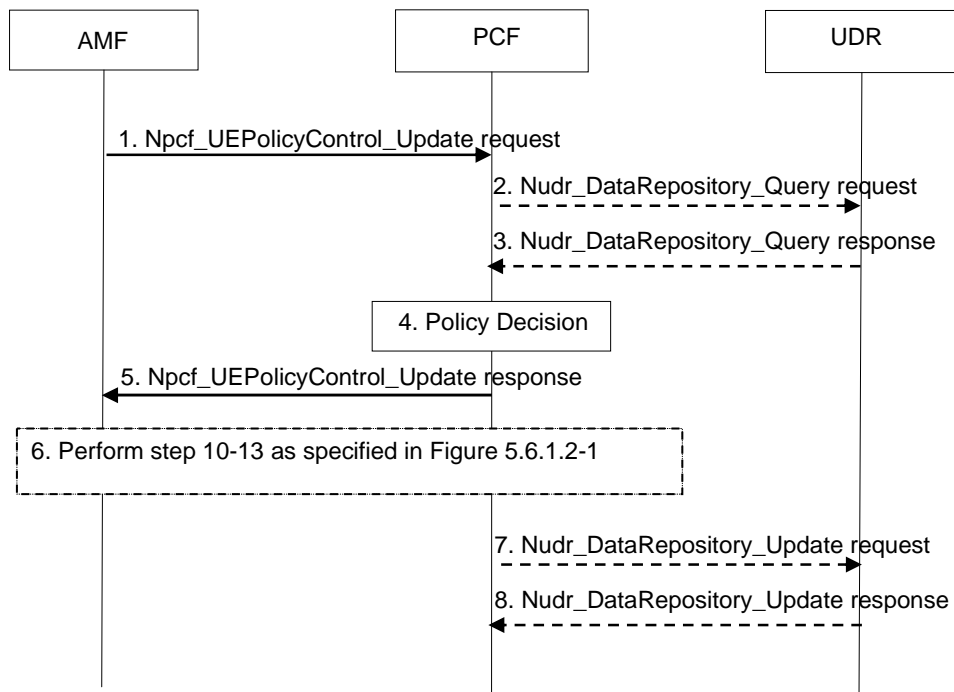 AMF
PCF
UDR
1. Npcf_UEPolicyControl_Update request
2. Nudr_DataRepository_Query request
3. Nudr_DataRepository_Query response
4. Policy Decision
5. Npcf_UEPolicyControl_Update response
6. Perform step 10-13 as specified in Figure 5.6.1.2-1
7. Nudr_DataRepository_Update request
8. Nudr_DataRepository_Update response